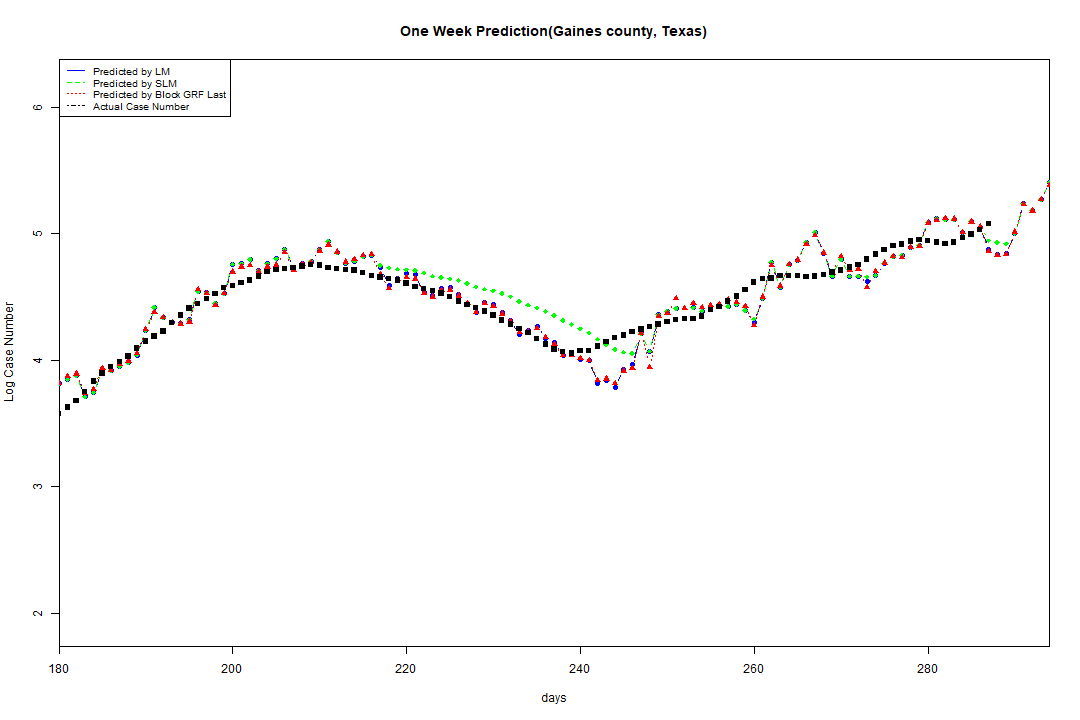 One Week Prediction(Gaines county, Texas)
Predicted by LM
Predicted by SLM
Predicted by Block GRF Last
Actual Case Number
Log Case Number
6
5
4
3
2
180 200 220 240 260 280
days